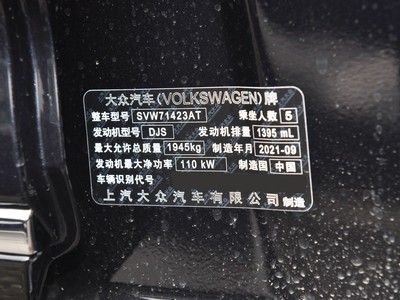 大众汽车(VOLKSWAGEN)牌
整车型号 SVW71423AT 乘坐人数 5
发动机型号 DJS 发动机排量 1395 mL
最大允许总质量 1945kg 制造年月 2021-09
发动机最大净功率 110 kW 制造国 中国
车辆识别代号
上汽大众汽车有限公司 制造